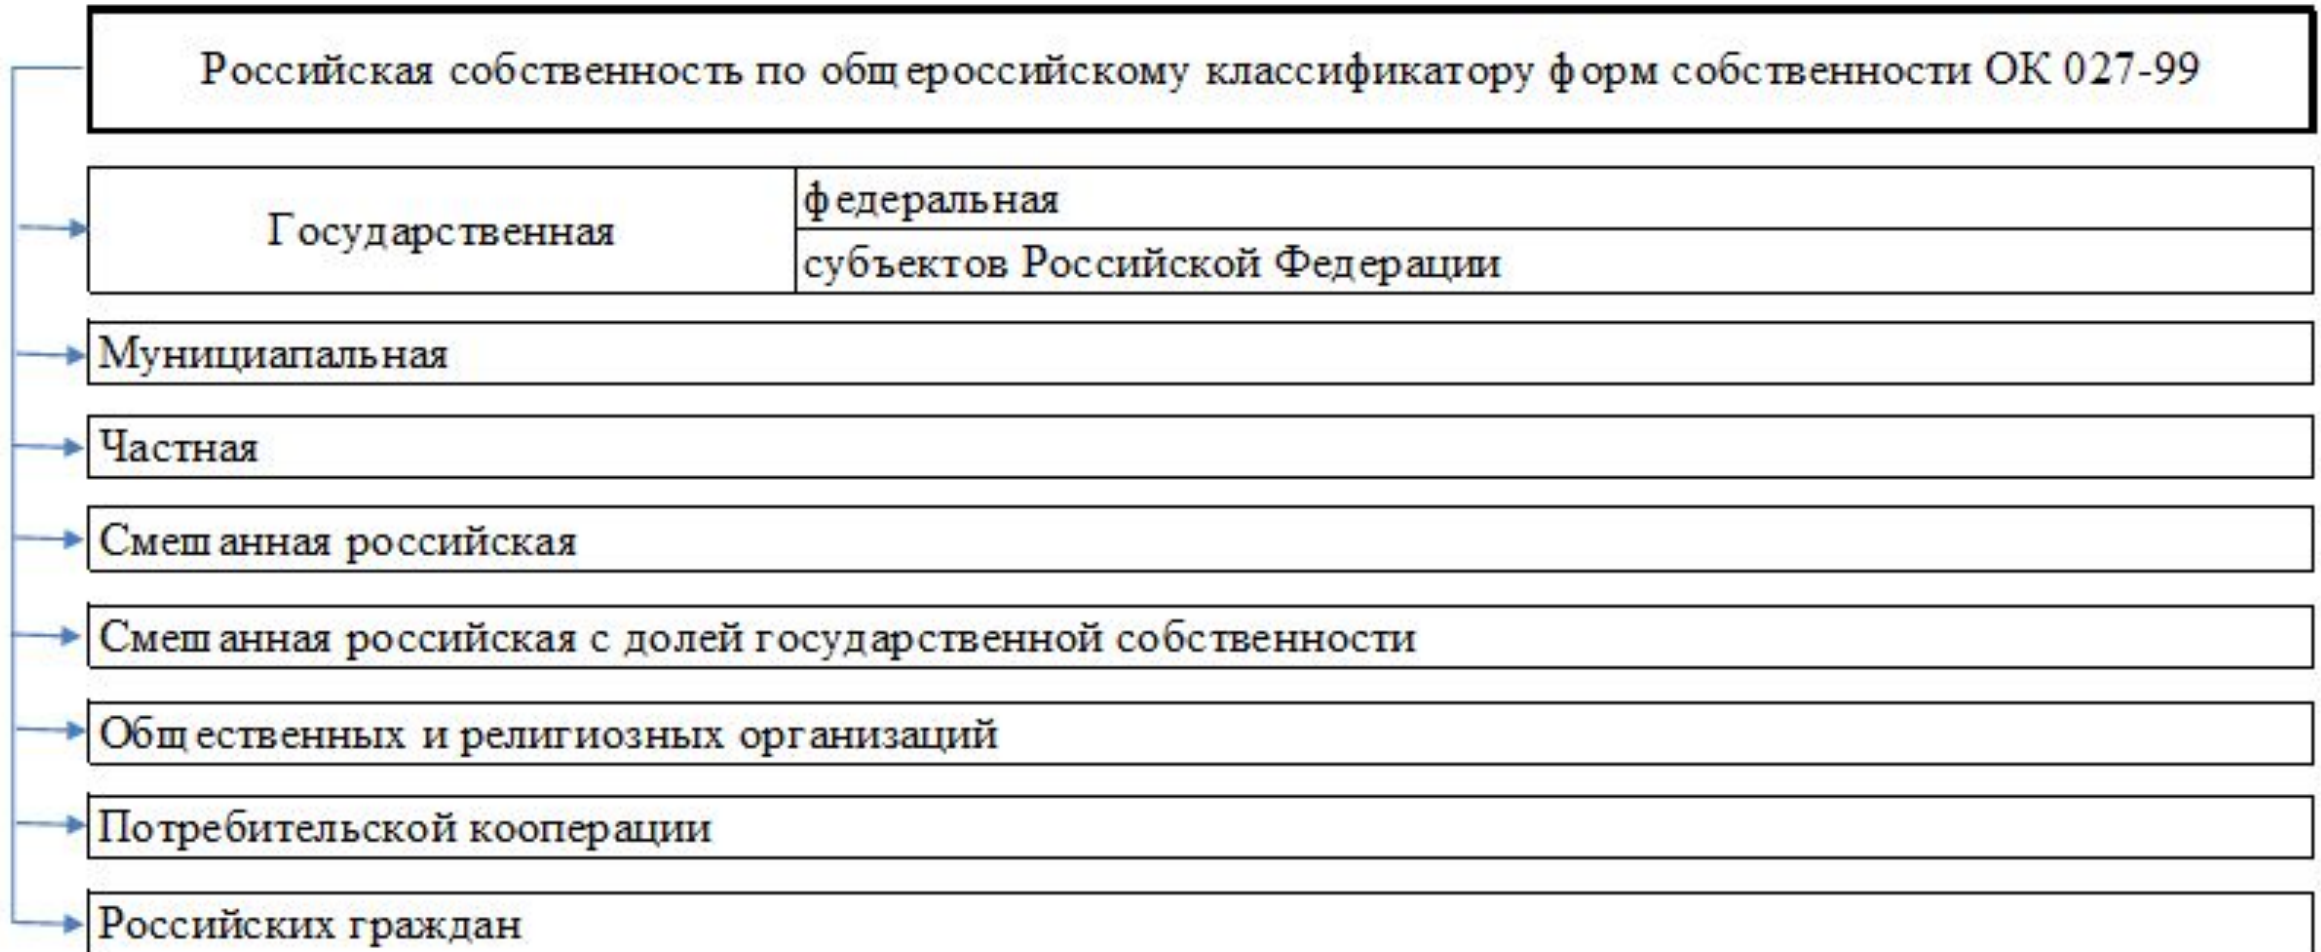 Российская собственность по общероссийскому классификатору форм собственности ОК 027-99
Государственная
федеральная
субъектов Российской Федерации
Мунициапальная
Частная
Смешанная российская
Смешанная российская с долей государственной собственности
Общественных и религиозных организаций
Потребительской кооперации
Российских граждан